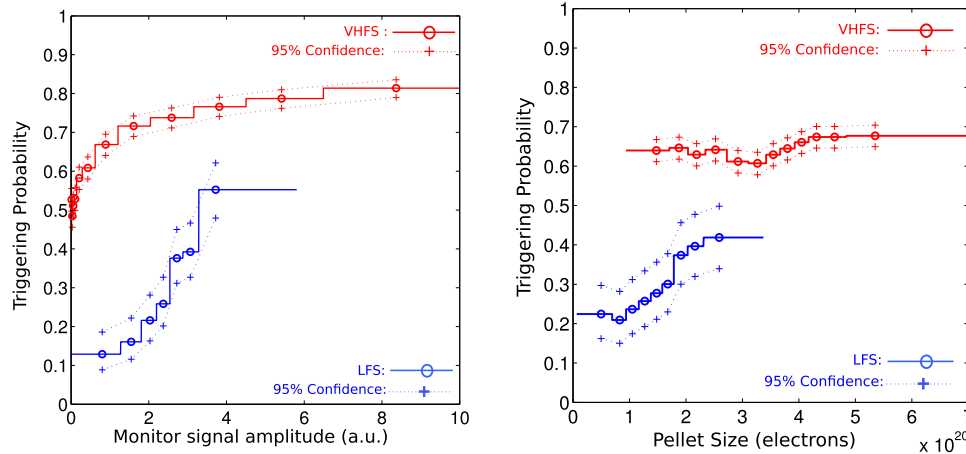 1
0.9
0.8
0.7
0.6
0.5
0.4
0.3
0.2
0.1
0
Triggering Probability
VHFS :
95% Confidence:
LFS:
95% Confidence:
0 2 4 6 8 10
Monitor signal amplitude (a.u.)
1
0.9
0.8
0.7
0.6
0.5
0.4
0.3
0.2
0.1
0
Triggering Probability
VHFS:
95% Confidence:
LFS:
95% Confidence:
0 1 2 3 4 5 6
Pellet Size (electrons)
x 10^20